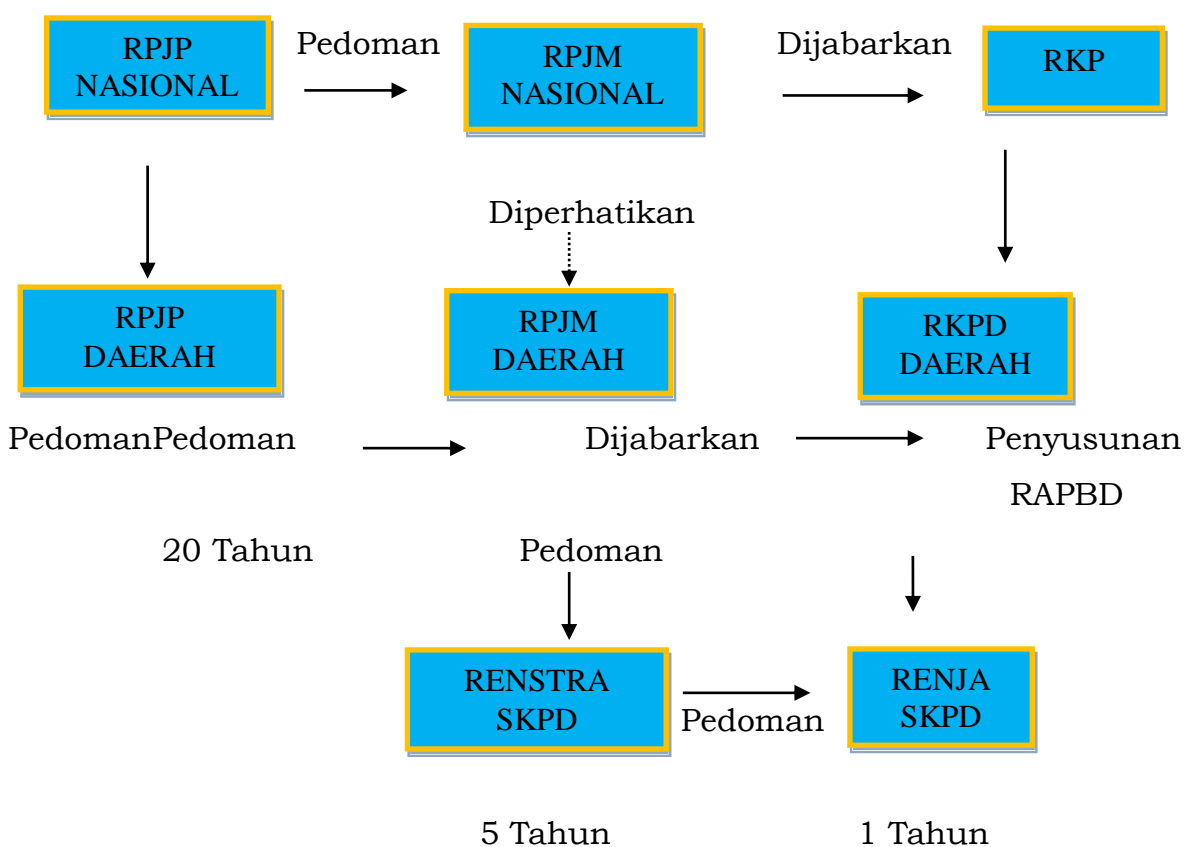 RPJP
NASIONAL
Pedoman
RPJM
NASIONAL
Dijabarkan
RKP
Diperhatikan
RPJP
DAERAH
RPJM
DAERAH
RKPD
DAERAH
PedomanPedoman
Dijabarkan
Penyusunan
RAPBD
20 Tahun
Pedoman
RENSTRA
SKPD
Pedoman
RENJA
SKPD
5 Tahun
1 Tahun